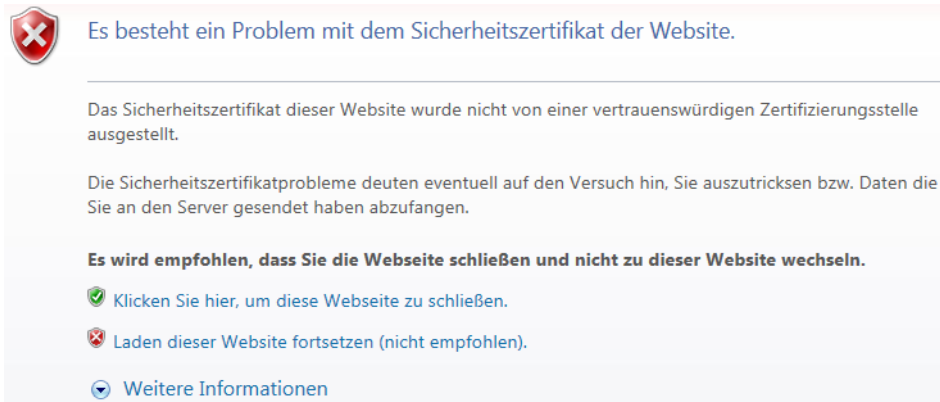 Es besteht ein Problem mit dem Sicherheitszertifikat der Website.
Das Sicherheitszertifikat dieser Website wurde nicht von einer vertrauenswürdigen Zertifizierungsstelle
ausgestellt.
Die Sicherheitszertifikatprobleme deuten eventuell auf den Versuch hin, Sie auszutricksen bzw. Daten die
Sie an den Server gesendet haben abzufangen.
Es wird empfohlen, dass Sie die Webseite schließen und nicht zu dieser Website wechseln.
Klicken Sie hier, um diese Webseite zu schließen.
Laden dieser Website fortsetzen (nicht empfohlen).
Weitere Informationen